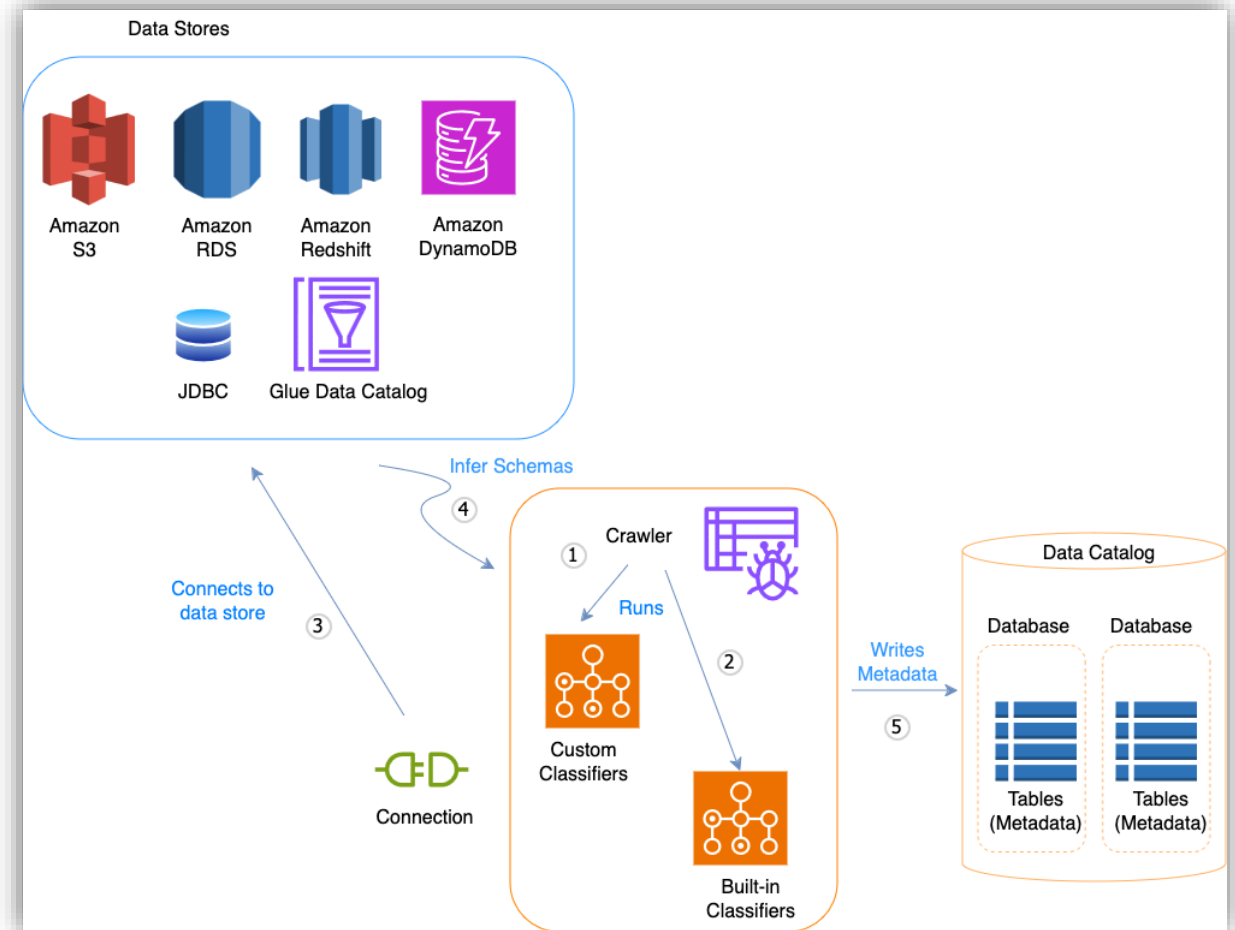 Data Stores
Amazon
S3
Amazon
RDS
Amazon
Redshift
Amazon
DynamoDB
JDBC
Glue Data Catalog
Infer Schemas
4
Connects to
data store
3
Connection
Crawler
1
Runs
2
Custom
Classifiers
Built-in
Classifiers
Writes
Metadata
5
Data Catalog
Database
Database
Tables
(Metadata)
Tables
(Metadata)